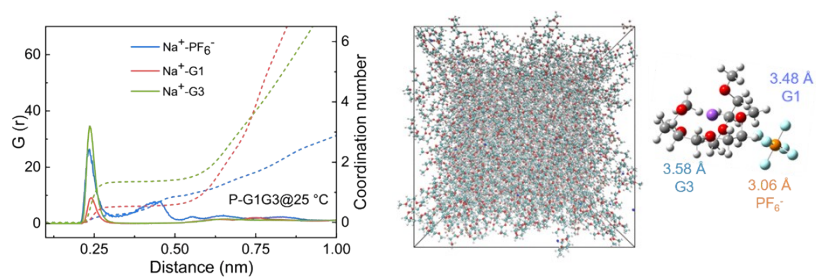 60
40
20
0
G (r)
Na⁺-PF₆⁻
Na⁺-G1
Na⁺-G3
P-G1G3@25 °C
6
4
2
0
Coordination number
0.25 0.50 0.75 1.00
Distance (nm)
3.48 Å
G1
3.58 Å
G3
3.06 Å
PF₆⁻